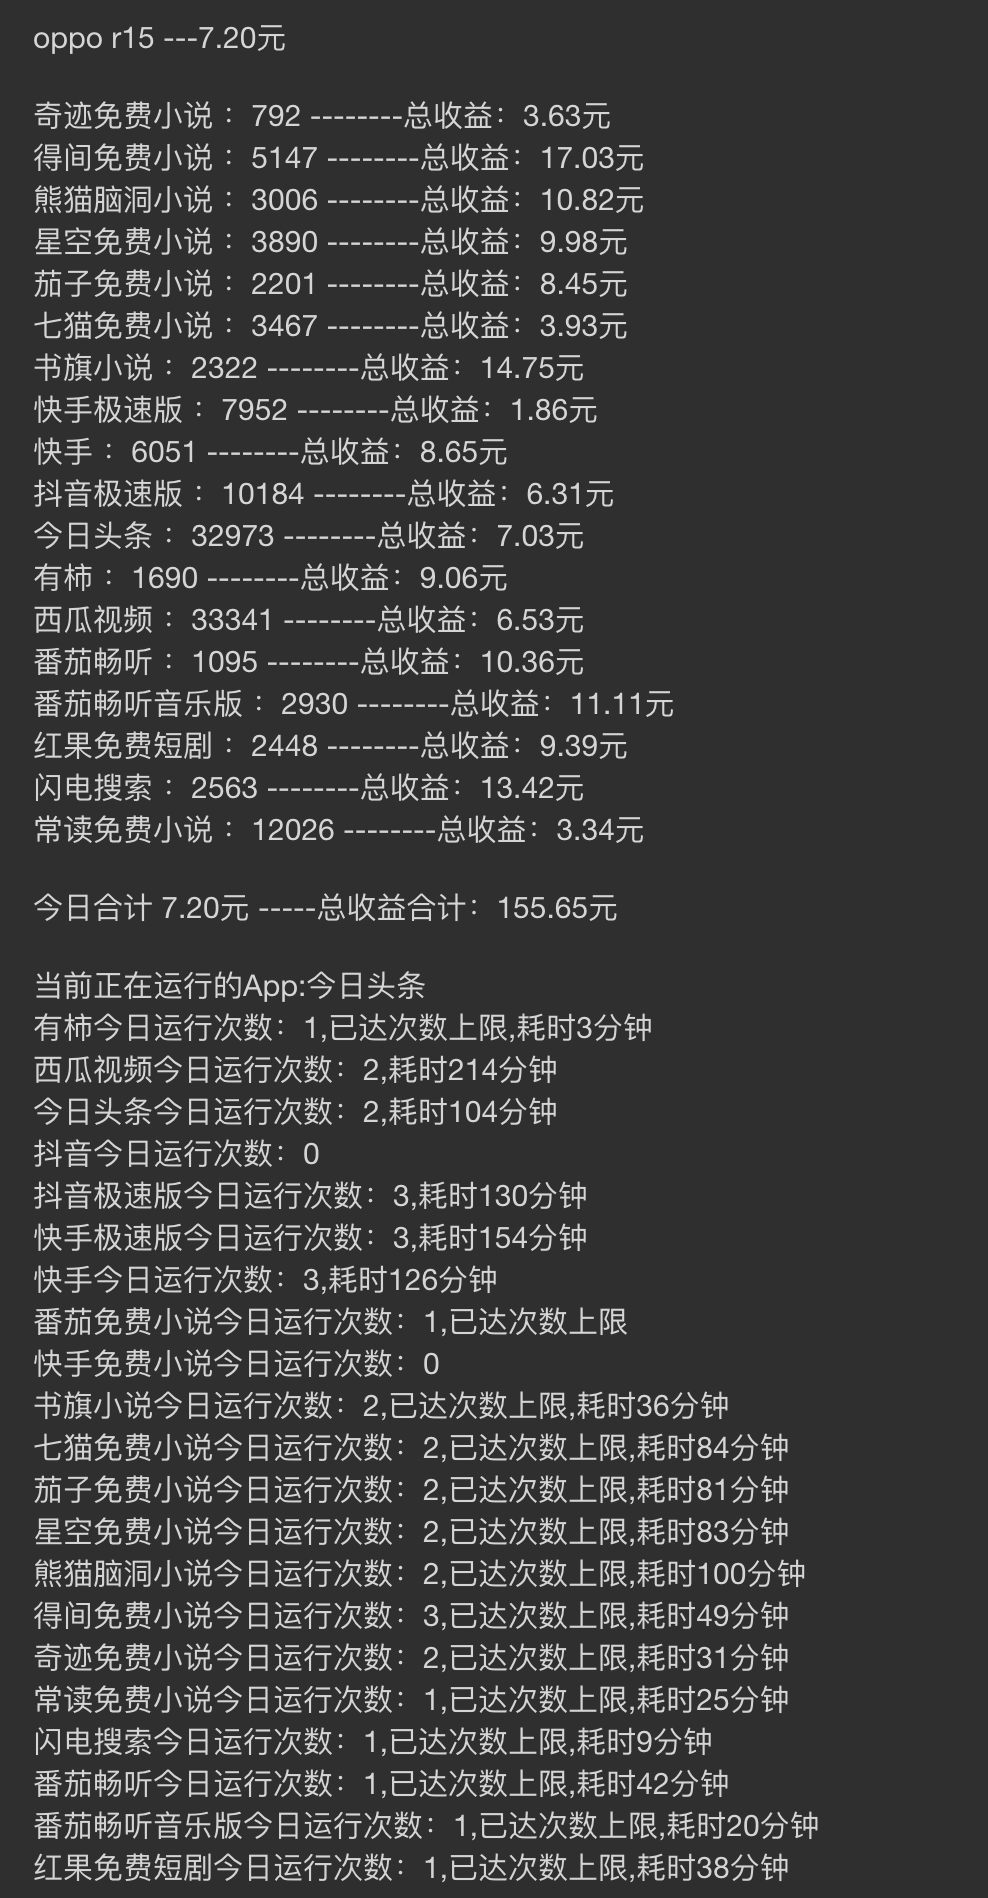 oppo r15 ---7.20元
奇迹免费小说 ：792 --------总收益：3.63元
得间免费小说 ：5147 --------总收益：17.03元
熊猫脑洞小说 ：3006 --------总收益：10.82元
星空免费小说 ：3890 --------总收益：9.98元
茄子免费小说 ：2201 --------总收益：8.45元
七猫免费小说 ：3467 --------总收益：3.93元
书旗小说 ：2322 --------总收益：14.75元
快手极速版 ：7952 --------总收益：1.86元
快手 ：6051 --------总收益：8.65元
抖音极速版 ：10184 --------总收益：6.31元
今日头条 ：32973 --------总收益：7.03元
有柿 ：1690 --------总收益：9.06元
西瓜视频 ：33341 --------总收益：6.53元
番茄畅听 ：1095 --------总收益：10.36元
番茄畅听音乐版 ：2930 --------总收益：11.11元
红果免费短剧 ：2448 --------总收益：9.39元
闪电搜索 ：2563 --------总收益：13.42元
常读免费小说 ：12026 --------总收益：3.34元
今日合计 7.20元 -----总收益合计：155.65元
当前正在运行的App:今日头条
有柿今日运行次数：1,已达次数上限,耗时3分钟
西瓜视频今日运行次数：2,耗时214分钟
今日头条今日运行次数：2,耗时104分钟
抖音今日运行次数：0
抖音极速版今日运行次数：3,耗时130分钟
快手极速版今日运行次数：3,耗时154分钟
快手今日运行次数：3,耗时126分钟
番茄免费小说今日运行次数：1,已达次数上限
快手免费小说今日运行次数：0
书旗小说今日运行次数：2,已达次数上限,耗时36分钟
七猫免费小说今日运行次数：2,已达次数上限,耗时84分钟
茄子免费小说今日运行次数：2,已达次数上限,耗时81分钟
星空免费小说今日运行次数：2,已达次数上限,耗时83分钟
熊猫脑洞小说今日运行次数：2,已达次数上限,耗时100分钟
得间免费小说今日运行次数：3,已达次数上限,耗时49分钟
奇迹免费小说今日运行次数：2,已达次数上限,耗时31分钟
常读免费小说今日运行次数：1,已达次数上限,耗时25分钟
闪电搜索今日运行次数：1,已达次数上限,耗时9分钟
番茄畅听今日运行次数：1,已达次数上限,耗时42分钟
番茄畅听音乐版今日运行次数：1,已达次数上限,耗时20分钟
红果免费短剧今日运行次数：1,已达次数上限,耗时38分钟